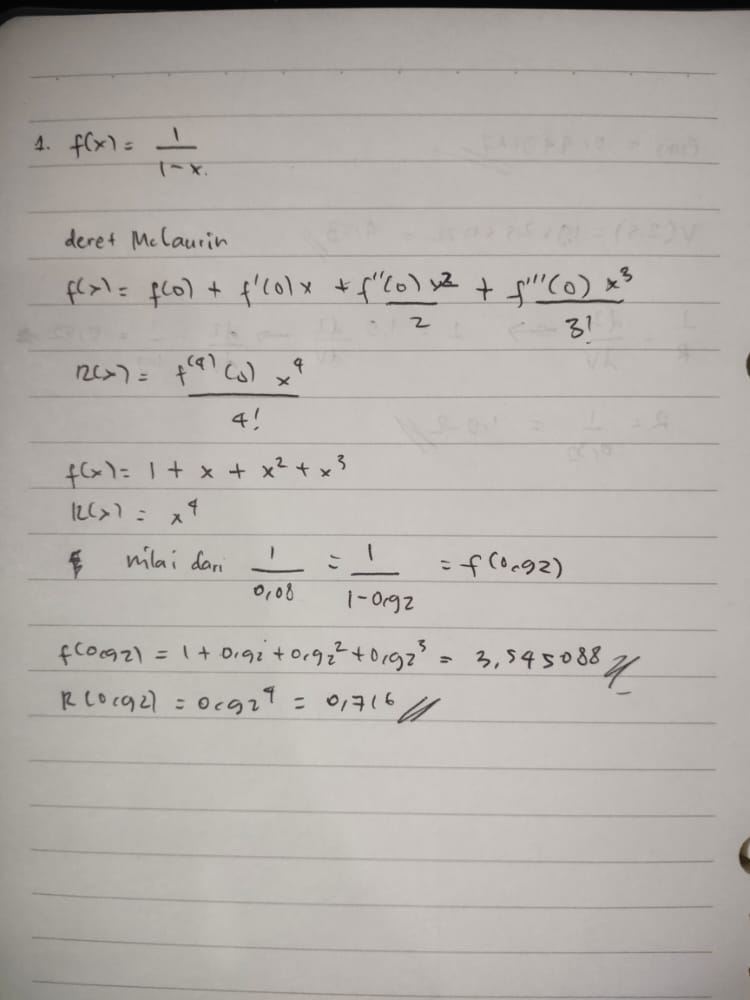 1. f(x) = 1/(1-x.
deret McLaurin
f(x) = f(0) + f'(0)x + f''(0) x²/2 + f'''(0) x³/3!
R(x) = f⁽⁴⁾(0) x⁴/4!
f(x) = 1 + x + x² + x³
R(x) = x⁴
nilai dari 1/0,08 = 1/(1-0,92) = f(0,92)
f(0,92) = 1 + 0,92 + 0,92² + 0,92³ = 3,545088
R(0,92) = 0,92⁴ = 0,716